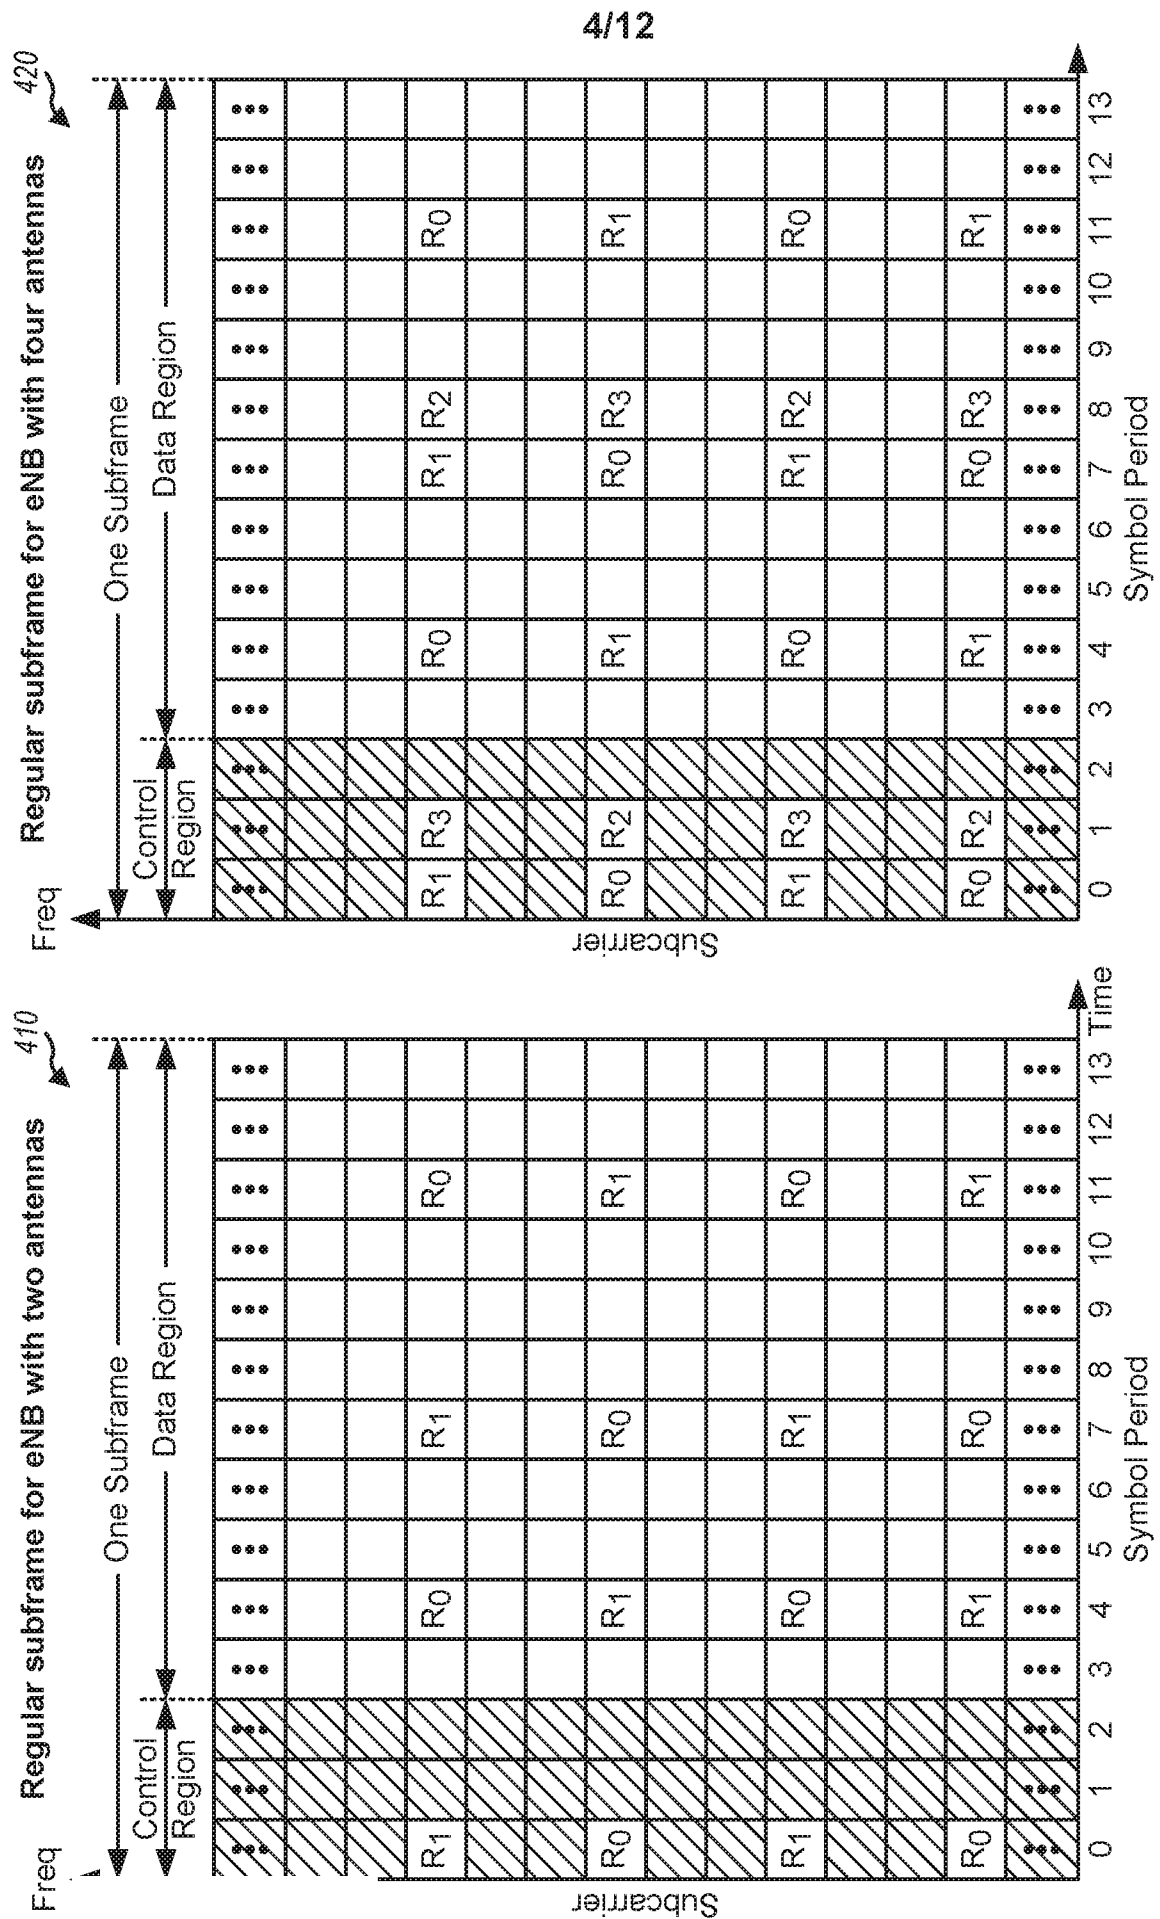 4/12
410
Freq Regular subframe for eNB with two antennas
One Subframe
Control Region
Data Region
Subcarrier
••• ••• ••• ••• ••• ••• ••• ••• ••• ••• ••• ••• ••• •••
R1 R0 R1 R0
R0 R1 R0 R1
R1 R0 R1 R0
R0 R1 R0 R1
••• ••• ••• ••• ••• ••• ••• ••• ••• ••• ••• ••• ••• •••
0 1 2 3 4 5 6 7 8 9 10 11 12 13 Time
Symbol Period
420
Freq Regular subframe for eNB with four antennas
One Subframe
Control Region
Data Region
Subcarrier
••• ••• ••• ••• ••• ••• ••• ••• ••• ••• ••• ••• ••• •••
R1 R3 R0 R1 R2 R0
R0 R2 R1 R0 R3 R1
R1 R3 R0 R1 R2 R0
R0 R2 R1 R0 R3 R1
••• ••• ••• ••• ••• ••• ••• ••• ••• ••• ••• ••• ••• •••
0 1 2 3 4 5 6 7 8 9 10 11 12 13
Symbol Period